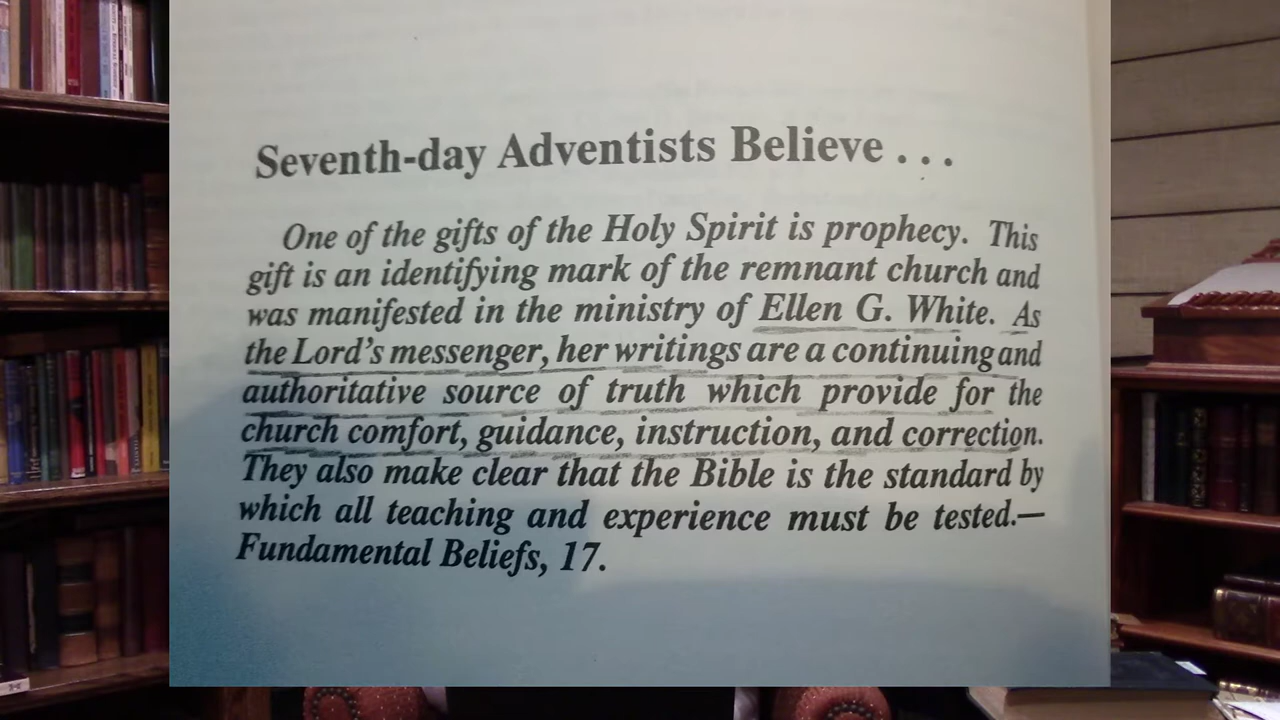 Seventh-day Adventists Believe . . .
One of the gifts of the Holy Spirit is prophecy. This
gift is an identifying mark of the remnant church and
was manifested in the ministry of Ellen G. White. As
the Lord's messenger, her writings are a continuing and
authoritative source of truth which provide for the
church comfort, guidance, instruction, and correction.
They also make clear that the Bible is the standard by
which all teaching and experience must be tested.—
Fundamental Beliefs, 17.